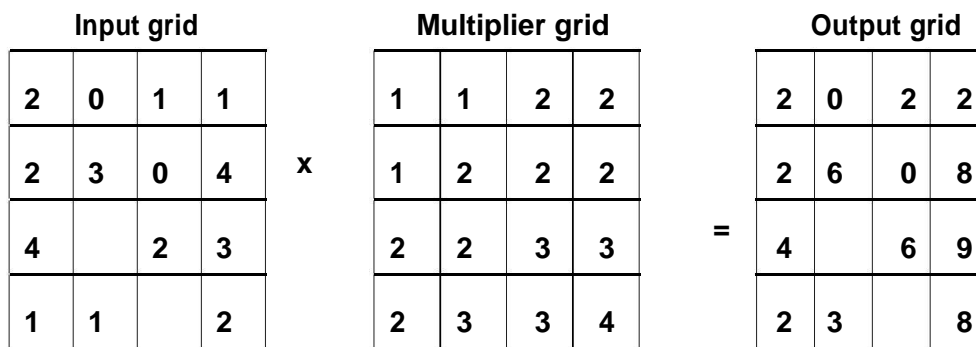 Input grid Multiplier grid Output grid
2 0 1 1 1 1 2 2 2 0 2 2
2 3 0 4 x 1 2 2 2 2 6 0 8
4 2 3 2 2 3 3 = 4 6 9
1 1 2 2 3 3 4 2 3 8